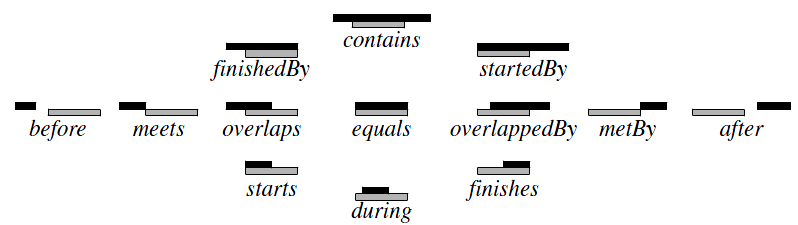 contains
finishedBy startedBy
before meets overlaps equals overlappedBy metBy after
starts finishes
during